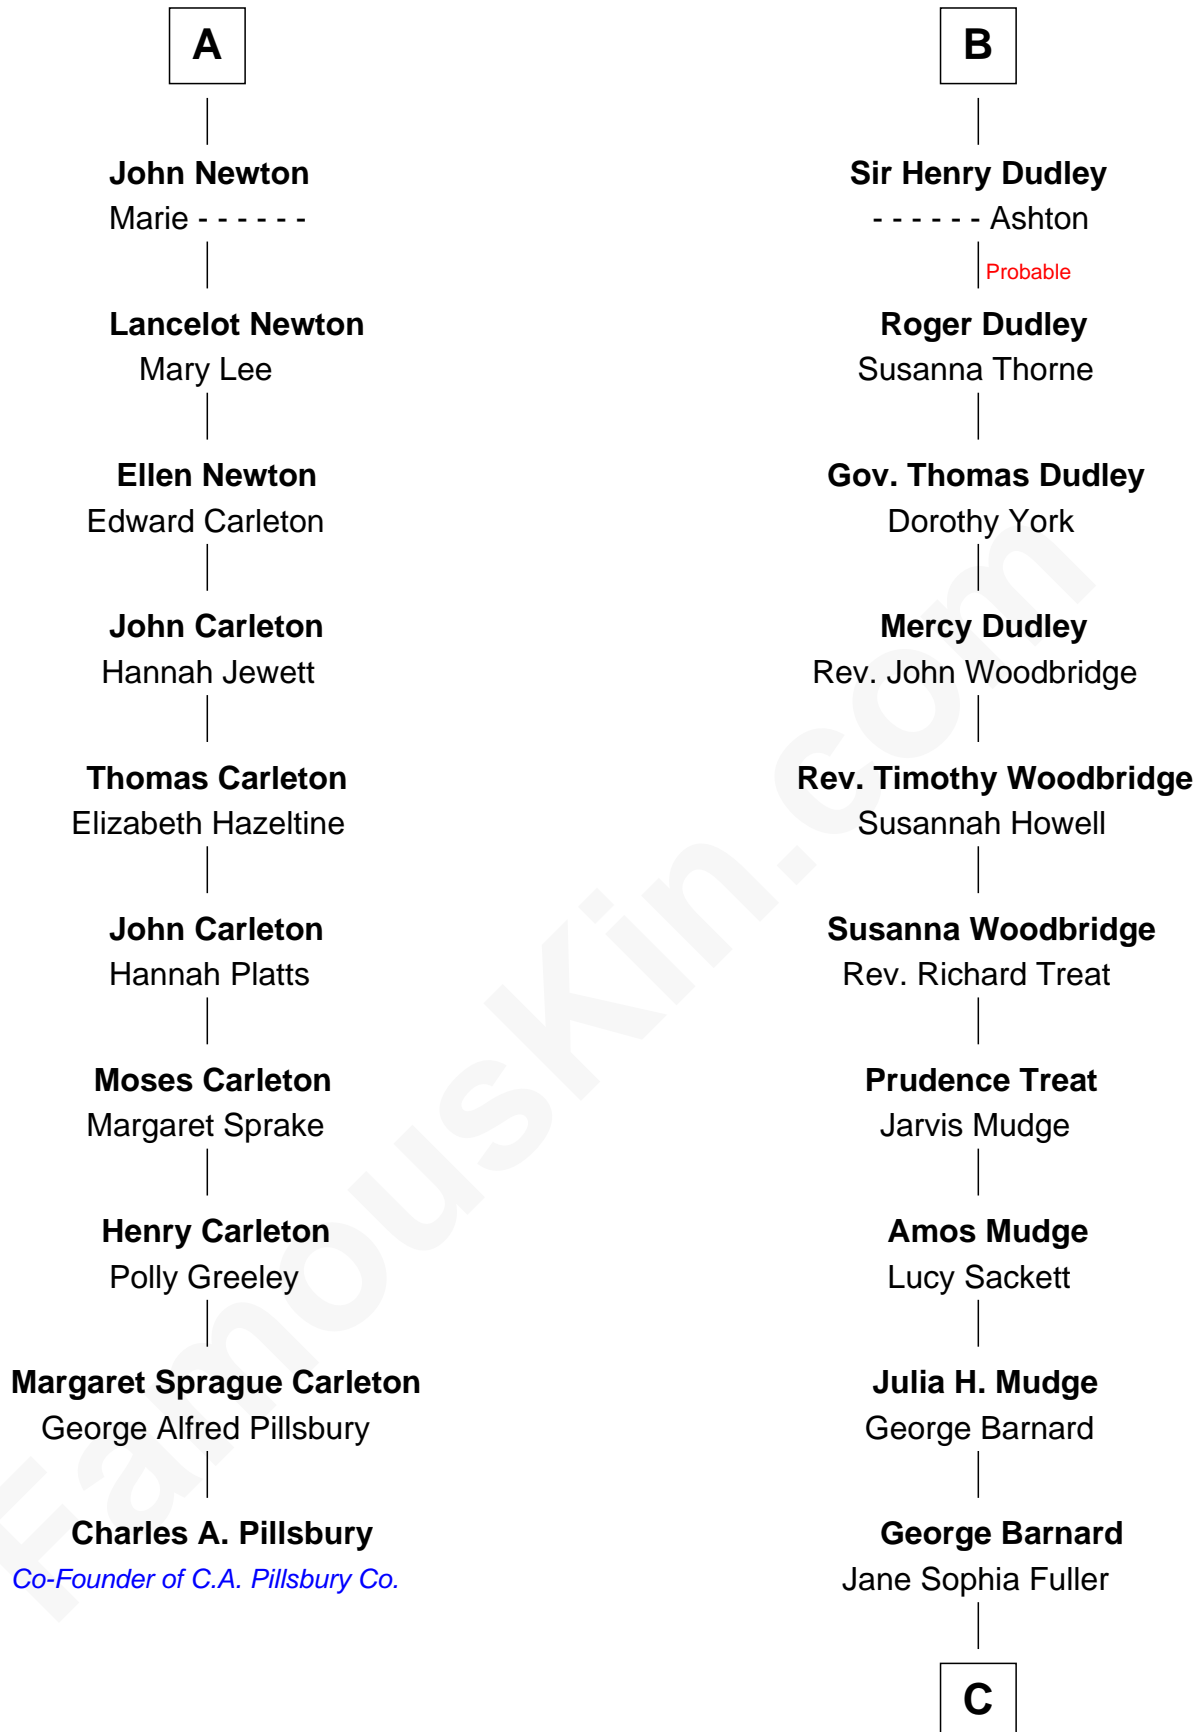 A
John Newton
Marie - - - - - -
Lancelot Newton
Mary Lee
Ellen Newton
Edward Carleton
John Carleton
Hannah Jewett
Thomas Carleton
Elizabeth Hazeltine
John Carleton
Hannah Platts
Moses Carleton
Margaret Sprake
Henry Carleton
Polly Greeley
Margaret Sprague Carleton
George Alfred Pillsbury
Charles A. Pillsbury
Co-Founder of C.A. Pillsbury Co.
B
Sir Henry Dudley
- - - - - - Ashton
Probable
Roger Dudley
Susanna Thorne
Gov. Thomas Dudley
Dorothy York
Mercy Dudley
Rev. John Woodbridge
Rev. Timothy Woodbridge
Susannah Howell
Susanna Woodbridge
Rev. Richard Treat
Prudence Treat
Jarvis Mudge
Amos Mudge
Lucy Sackett
Julia H. Mudge
George Barnard
George Barnard
Jane Sophia Fuller
C
FamousKin.com